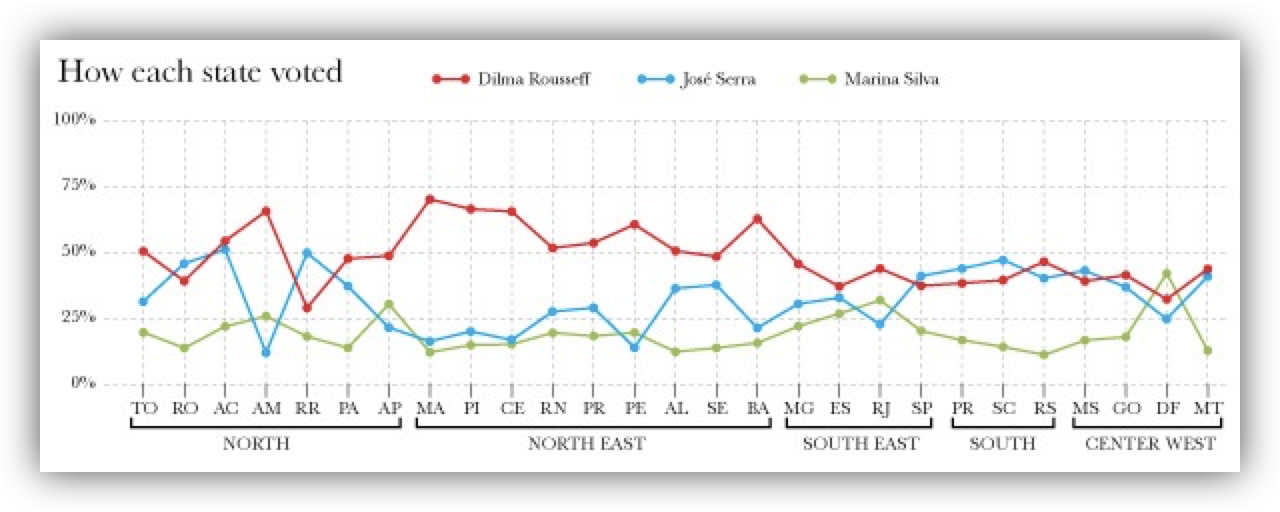 How each state voted
Dilma Rousseff José Serra Marina Silva
100%
75%
50%
25%
0%
TO RO AC AM RR PA AP MA PI CE RN PR PE AL SE BA MG ES RJ SP PR SC RS MS GO DF MT
NORTH NORTH EAST SOUTH EAST SOUTH CENTER WEST